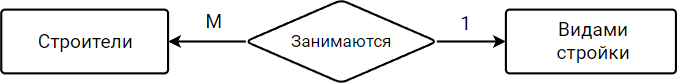 Строители
М
Занимаются
1
Видами
стройки